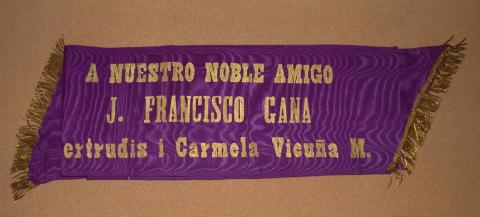 A NUESTRO NOBLE AMIGO
J. FRANCISCO GANA
ertrudis i Carmela Vicuña M.